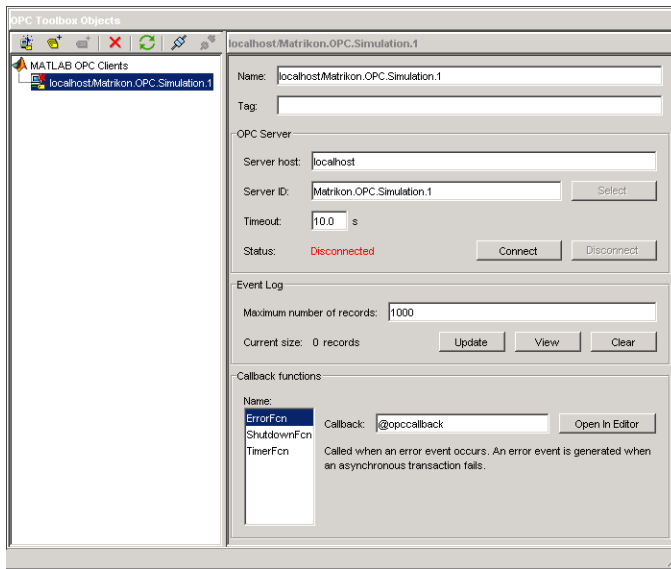 OPC Toolbox Objects
MATLAB OPC Clients
localhost/Matrikon.OPC.Simulation.1
localhost/Matrikon.OPC.Simulation.1
Name: localhost/Matrikon.OPC.Simulation.1
Tag:
OPC Server
Server host: localhost
Server ID: Matrikon.OPC.Simulation.1 Select
Timeout: 10.0 s
Status: Disconnected Connect Disconnect
Event Log
Maximum number of records: 1000
Current size: 0 records Update View Clear
Callback functions
Name:
ErrorFcn
ShutdownFcn
TimerFcn
Callback: @opccallback Open In Editor
Called when an error event occurs. An error event is generated when
an asynchronous transaction fails.